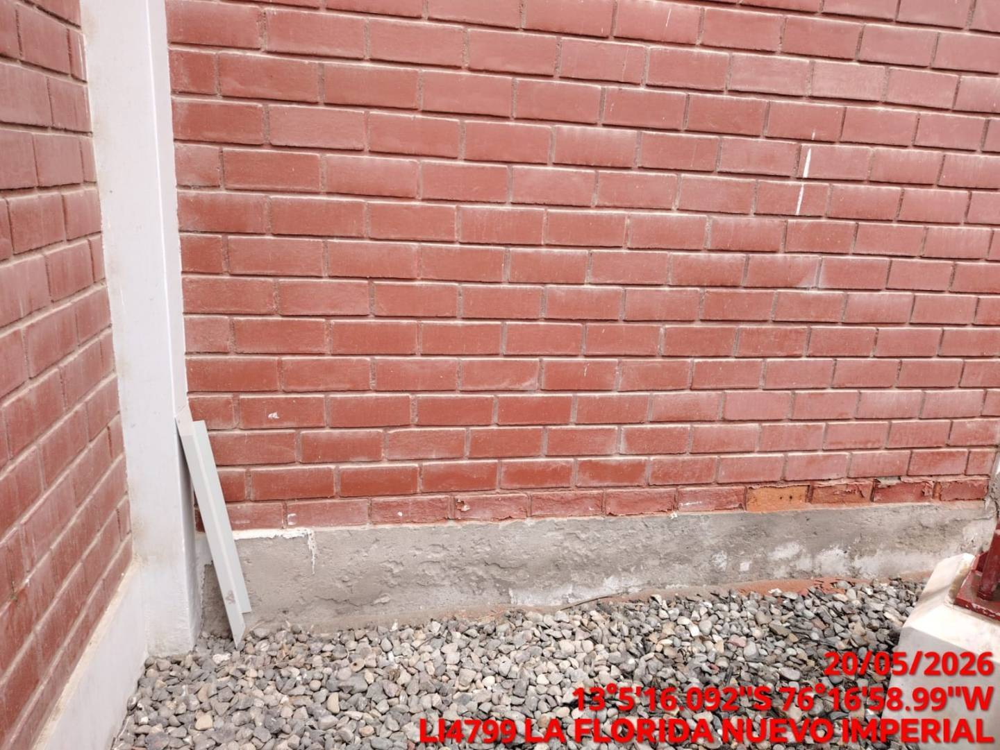 20/05/2026
13°5'16.092"S 76°16'58.99"W
LI4799 LA FLORIDA NUEVO IMPERIAL